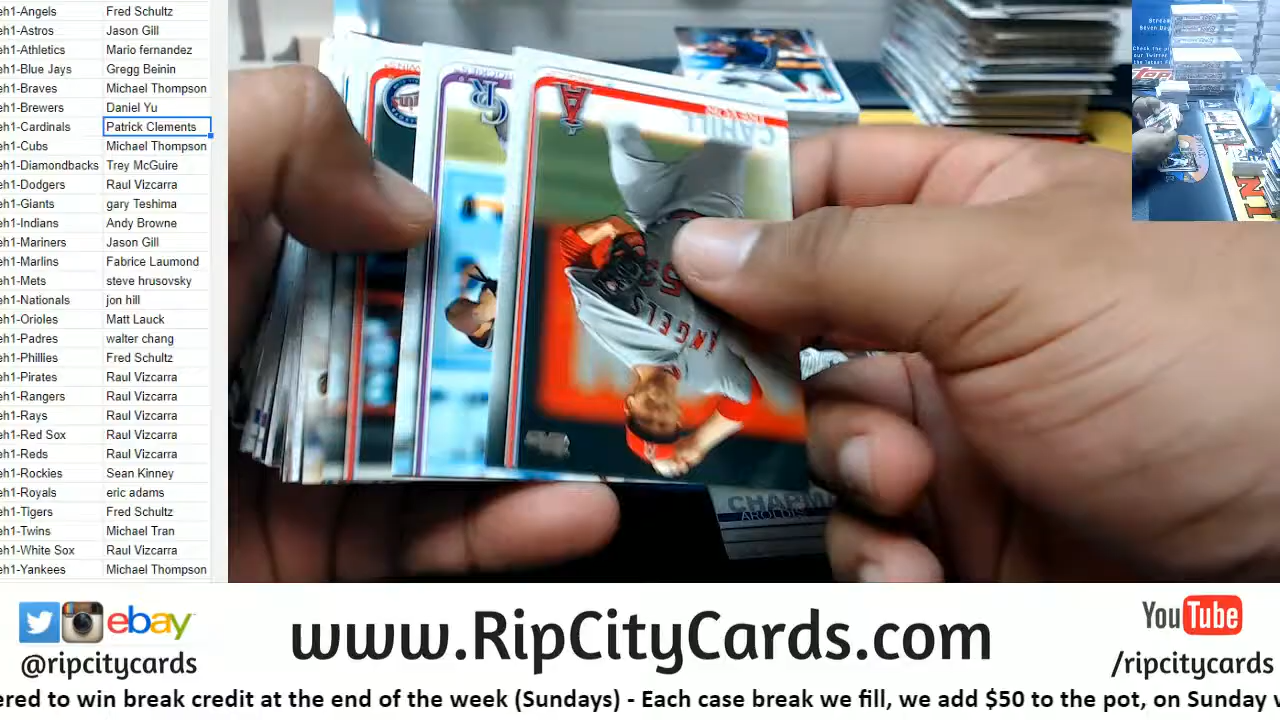 eh1-Angels Fred Schultz
eh1-Astros Jason Gill
eh1-Athletics Mario fernandez
eh1-Blue Jays Gregg Beinin
eh1-Braves Michael Thompson
eh1-Brewers Daniel Yu
eh1-Cardinals Patrick Clements
eh1-Cubs Michael Thompson
eh1-Diamondbacks Trey McGuire
eh1-Dodgers Raul Vizcarra
eh1-Giants gary Teshima
eh1-Indians Andy Browne
eh1-Mariners Jason Gill
eh1-Marlins Fabrice Laumond
eh1-Mets steve hrusovsky
eh1-Nationals jon hill
eh1-Orioles Matt Lauck
eh1-Padres walter chang
eh1-Phillies Fred Schultz
eh1-Pirates Raul Vizcarra
eh1-Rangers Raul Vizcarra
eh1-Rays Raul Vizcarra
eh1-Red Sox Raul Vizcarra
eh1-Reds Raul Vizcarra
eh1-Rockies Sean Kinney
eh1-Royals eric adams
eh1-Tigers Fred Schultz
eh1-Twins Michael Tran
eh1-White Sox Raul Vizcarra
eh1-Yankees Michael Thompson
CAHILL
A
CR
ANGELS
CHAPMA
AROLDIS
Topps
ebay
@ripcitycards
www.RipCityCards.com
YouTube
/ripcitycards
ered to win break credit at the end of the week (Sundays) - Each case break we fill, we add $50 to the pot, on Sunday